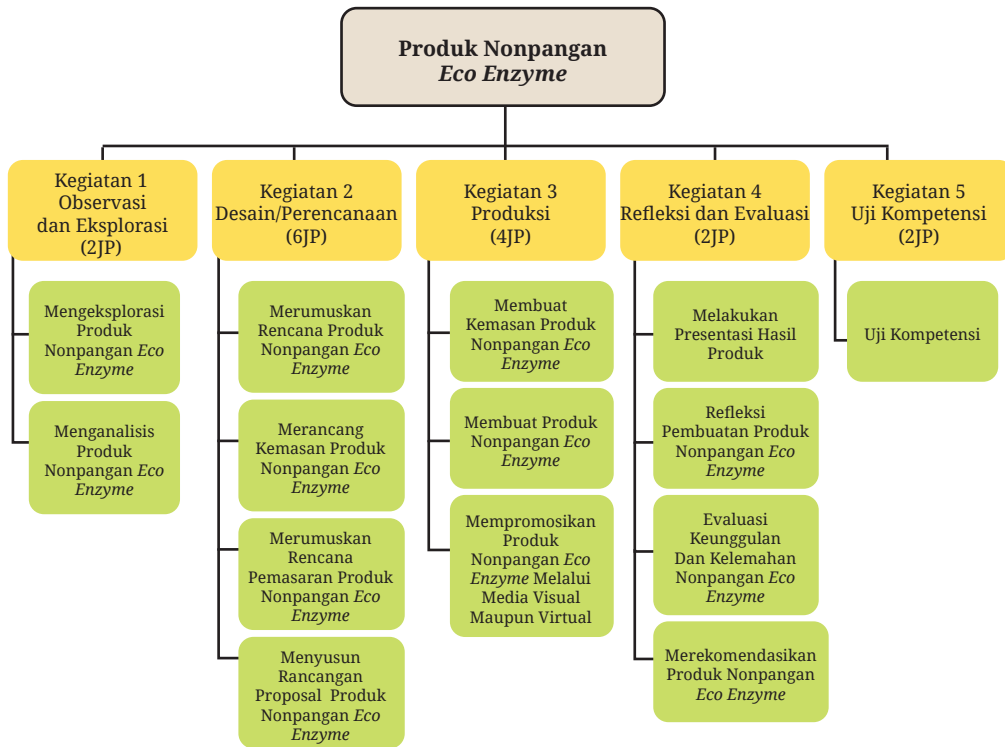 Produk Nonpangan
Eco Enzyme
Kegiatan 1
Observasi
dan Eksplorasi
(2JP)
Mengeksplorasi
Produk
Nonpangan Eco
Enzyme
Menganalisis
Produk
Nonpangan Eco
Enzyme
Kegiatan 2
Desain/Perencanaan
(6JP)
Merumuskan
Rencana Produk
Nonpangan Eco
Enzyme
Merancang
Kemasan Produk
Nonpangan Eco
Enzyme
Merumuskan
Rencana
Pemasaran Produk
Nonpangan Eco
Enzyme
Menyusun
Rancangan
Proposal Produk
Nonpangan Eco
Enzyme
Kegiatan 3
Produksi
(4JP)
Membuat
Kemasan Produk
Nonpangan Eco
Enzyme
Membuat Produk
Nonpangan Eco
Enzyme
Mempromosikan
Produk
Nonpangan Eco
Enzyme Melalui
Media Visual
Maupun Virtual
Kegiatan 4
Refleksi dan Evaluasi
(2JP)
Melakukan
Presentasi Hasil
Produk
Refleksi
Pembuatan Produk
Nonpangan Eco
Enzyme
Evaluasi
Keunggulan
Dan Kelemahan
Nonpangan Eco
Enzyme
Merekomendasikan
Produk Nonpangan
Eco Enzyme
Kegiatan 5
Uji Kompetensi
(2JP)
Uji Kompetensi